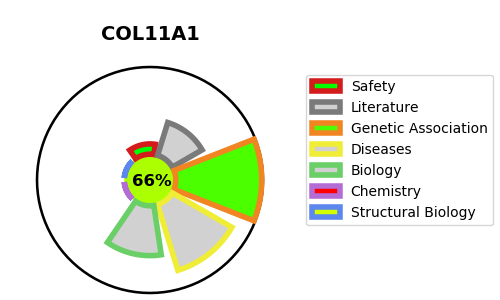 COL11A1
66%
Safety
Literature
Genetic Association
Diseases
Biology
Chemistry
Structural Biology